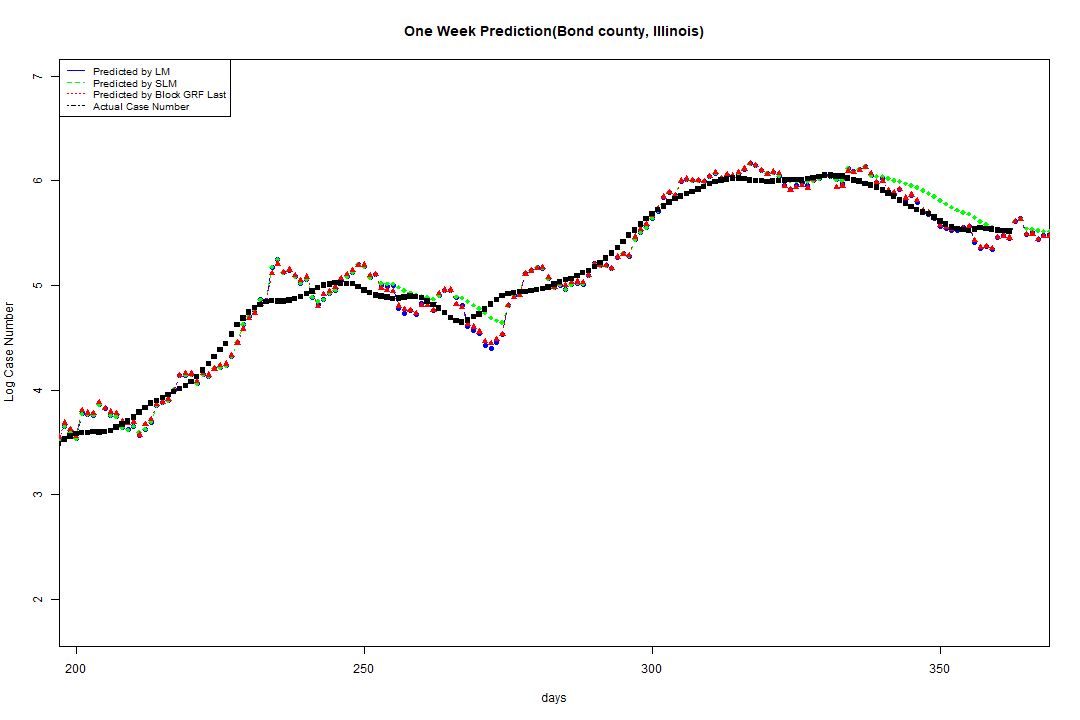 One Week Prediction(Bond county, Illinois)
Predicted by LM
Predicted by SLM
Predicted by Block GRF Last
Actual Case Number
7
6
5
4
3
2
Log Case Number
200 250 300 350
days